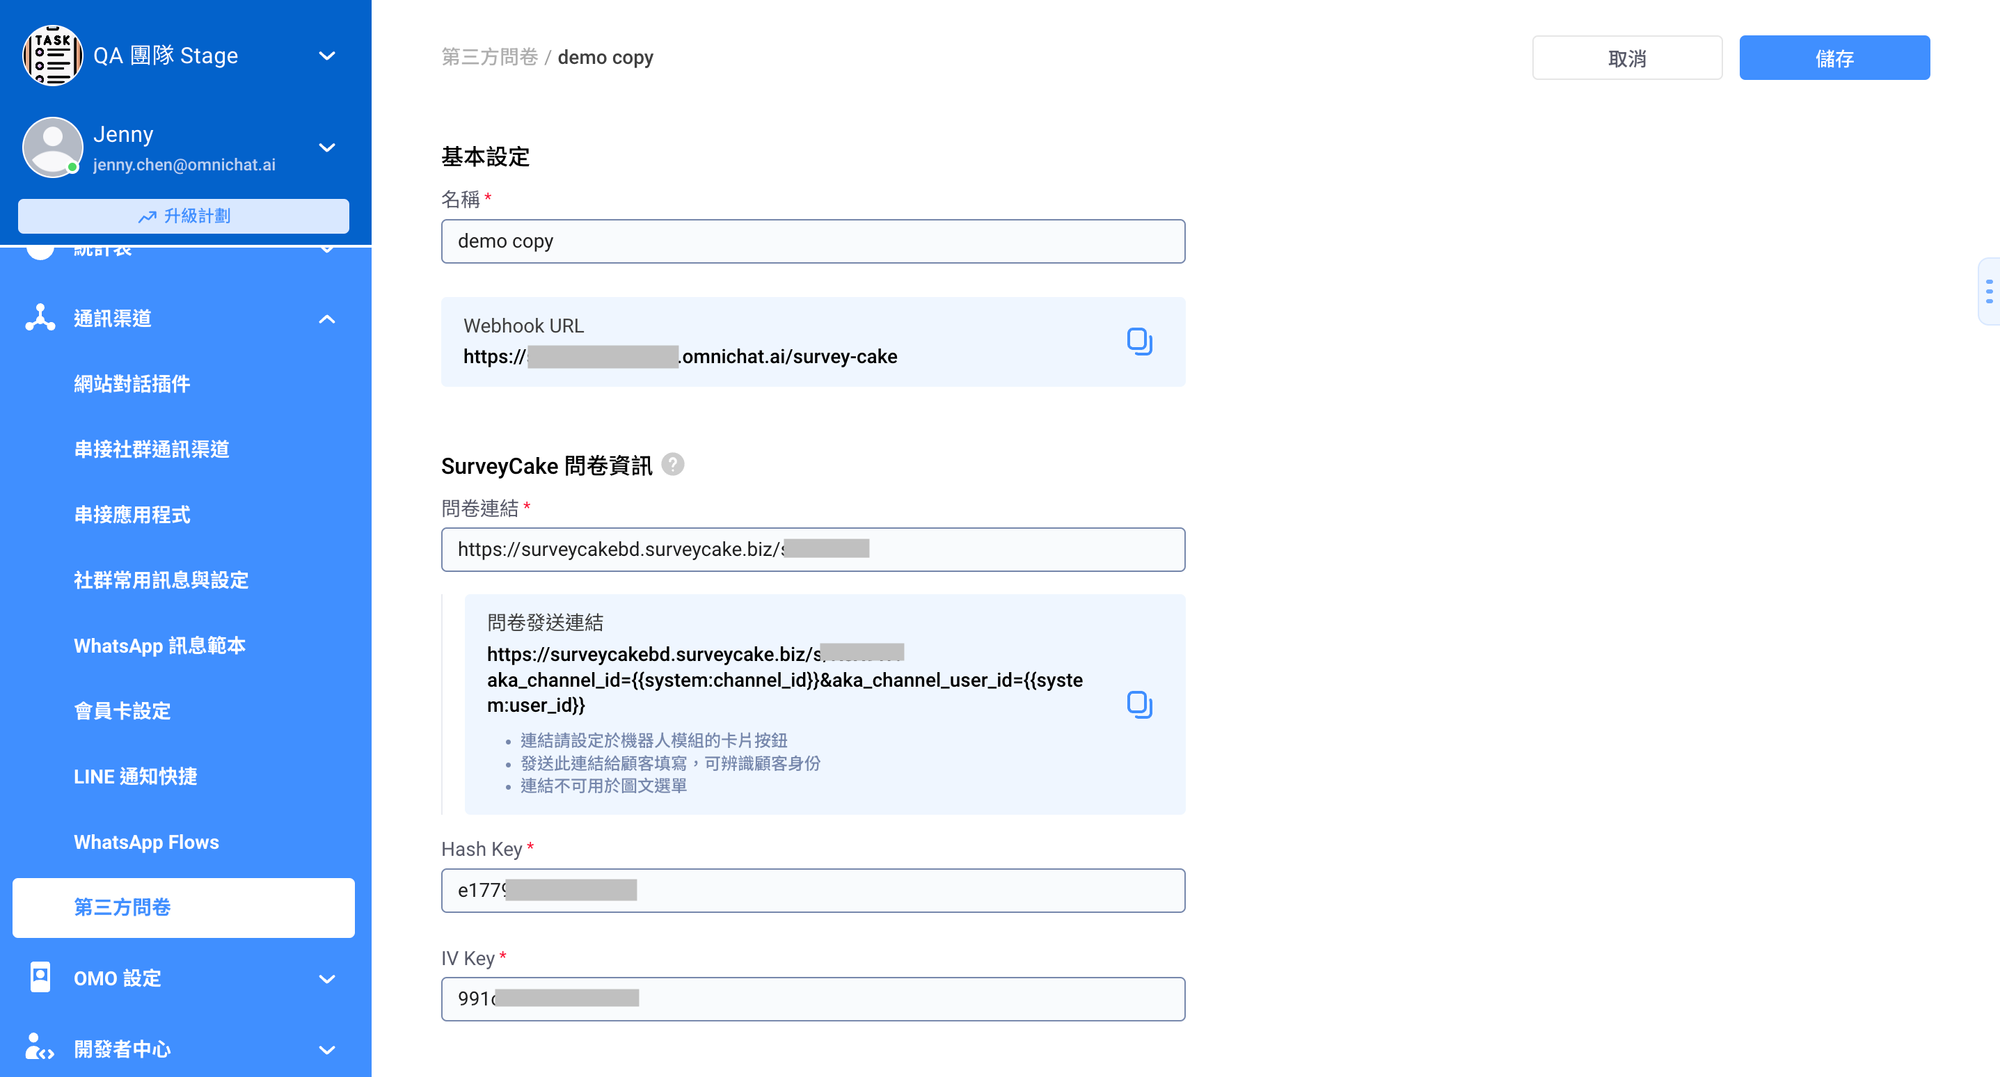 TASK
QA 團隊 Stage
Jenny
jenny.chen@omnichat.ai
升級計劃
統計表
通訊渠道
網站對話插件
串接社群通訊渠道
串接應用程式
社群常用訊息與設定
WhatsApp 訊息範本
會員卡設定
LINE 通知快捷
WhatsApp Flows
第三方問卷
OMO 設定
開發者中心
第三方問卷 / demo copy
取消
儲存
基本設定
名稱 *
demo copy
Webhook URL
https:// .omnichat.ai/survey-cake
SurveyCake 問卷資訊 ?
問卷連結 *
https://surveycakebd.surveycake.biz/s
問卷發送連結
https://surveycakebd.surveycake.biz/s/
aka_channel_id={{system:channel_id}}&aka_channel_user_id={{syste
m:user_id}}
• 連結請設定於機器人模組的卡片按鈕
• 發送此連結給顧客填寫，可辨識顧客身份
• 連結不可用於圖文選單
Hash Key *
e1779
IV Key *
991c